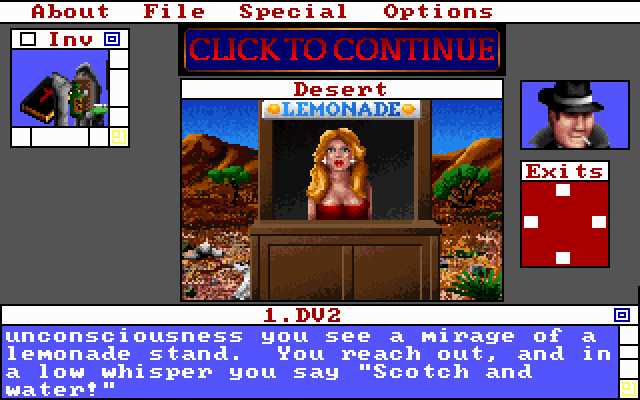 About File Special Options
Inv
CLICK TO CONTINUE
Desert
LEMONADE
Exits
1.DV2
unconsciousness you see a mirage of a
lemonade stand.  You reach out, and in
a low whisper you say "Scotch and
water!"